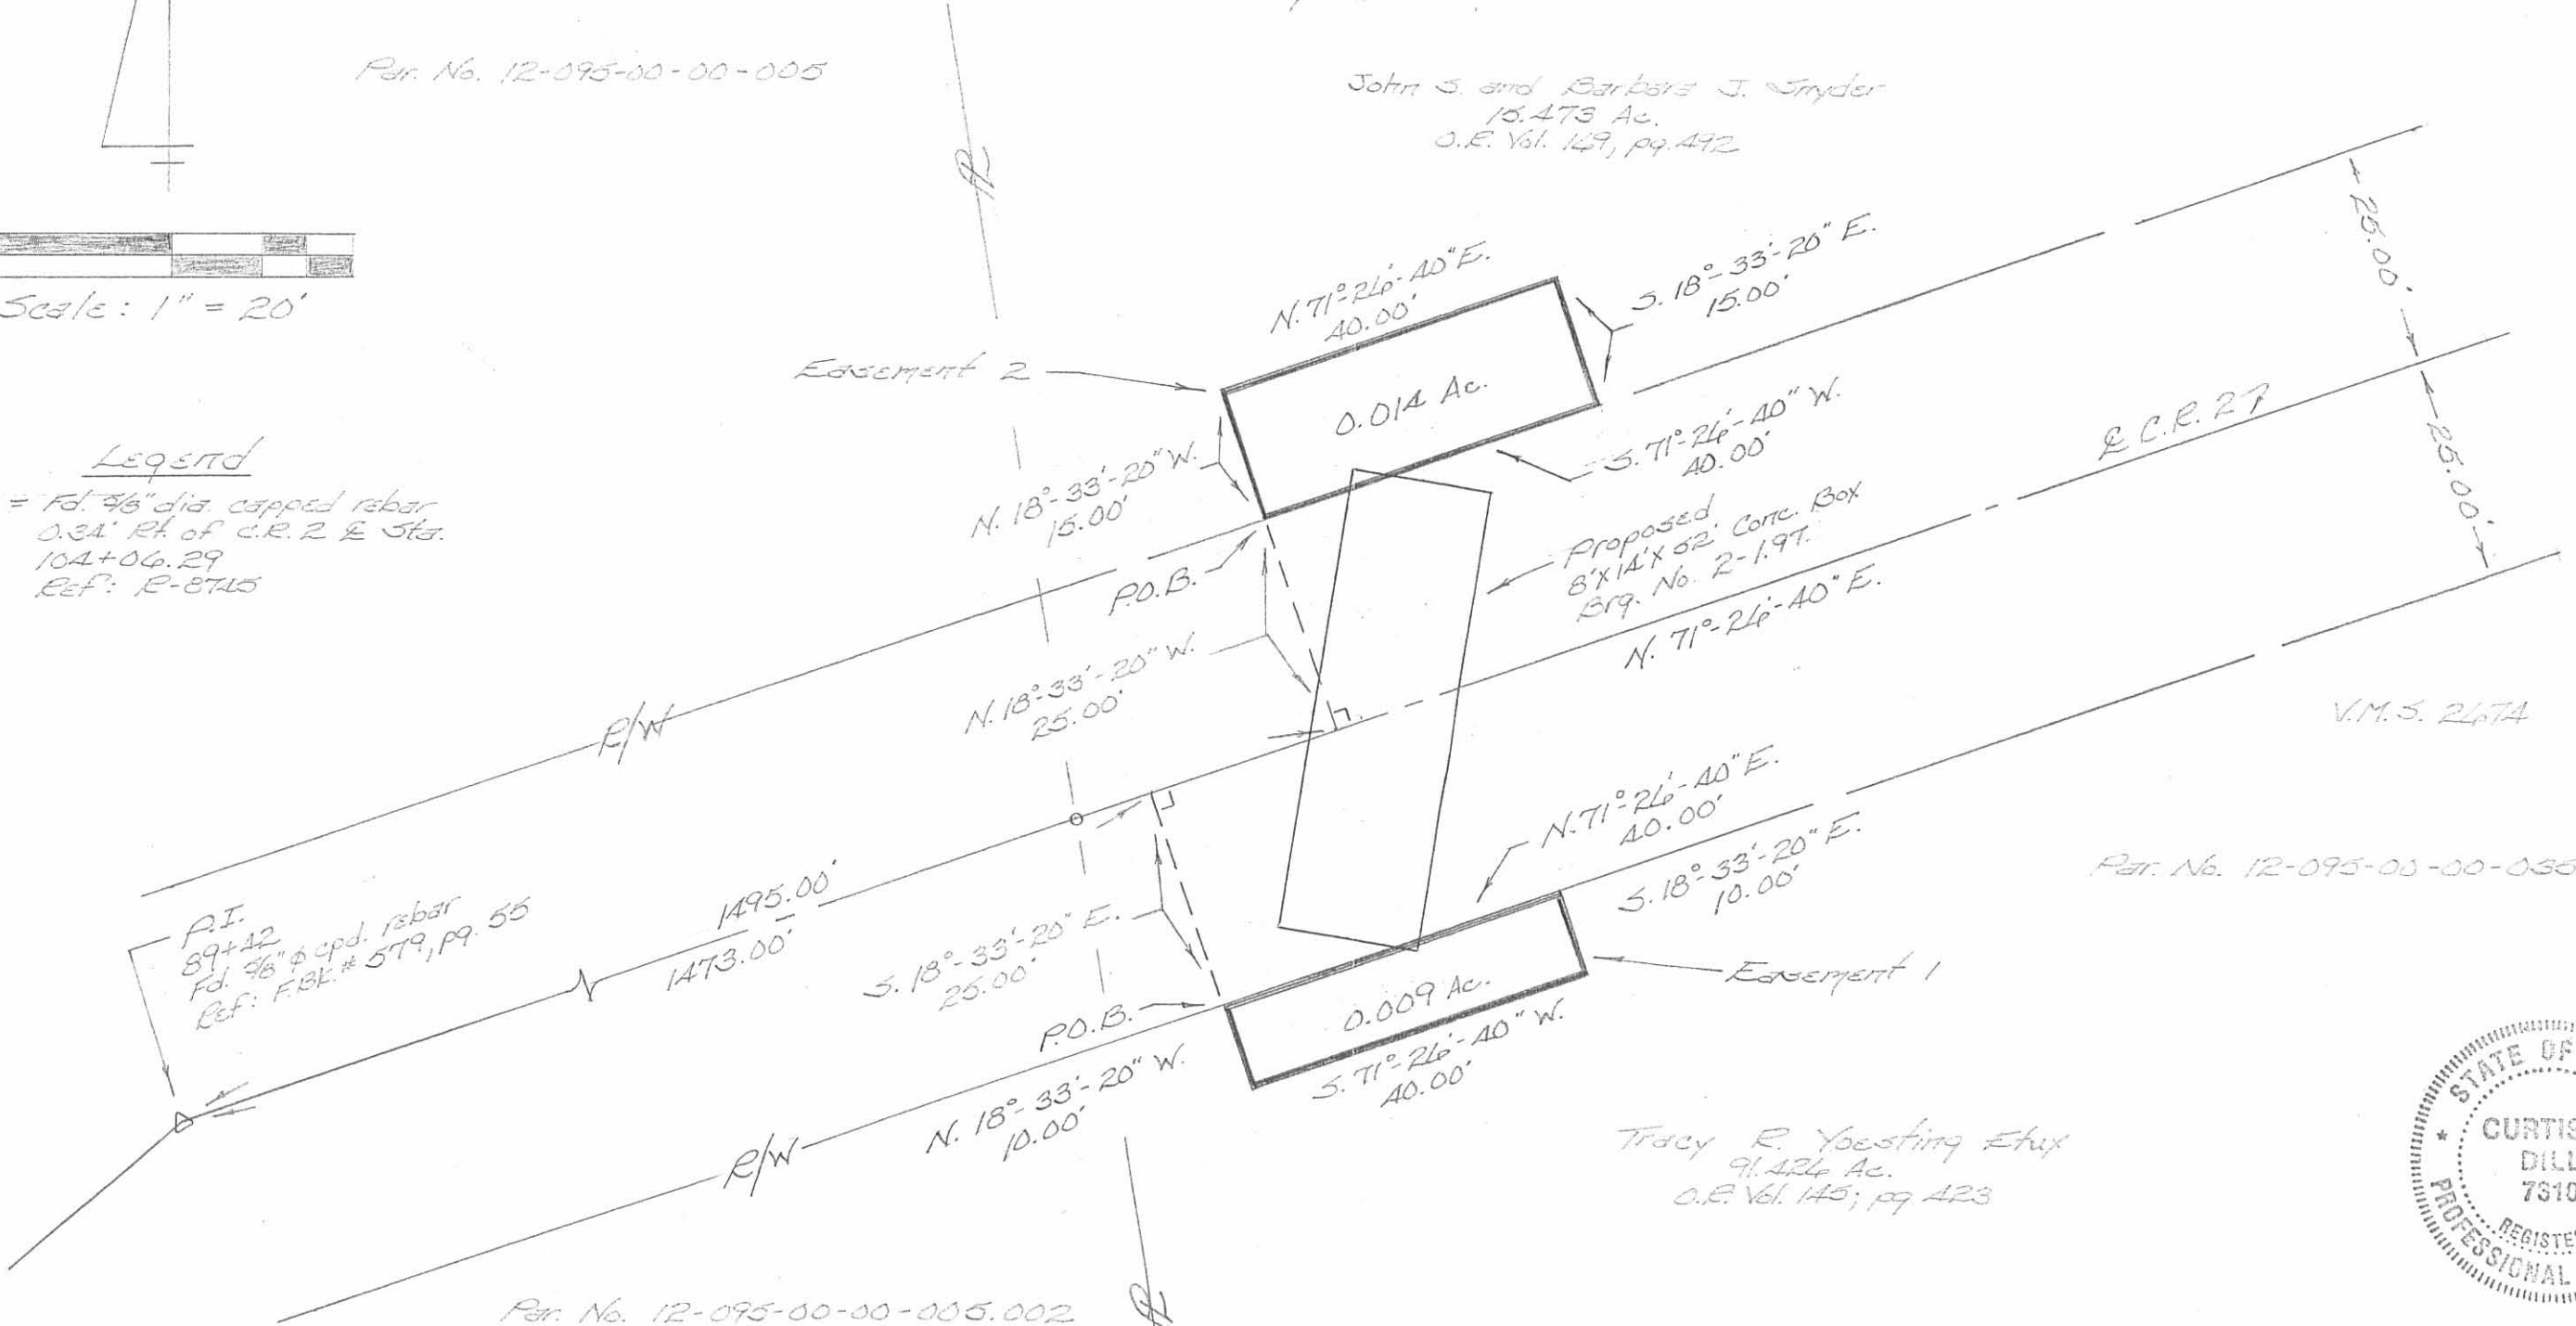 Par. No. 12-095-00-00-005
John S. and Barbara J. Snyder
15.473 Ac.
O.R. Vol. 169, pg. 492
Scale: 1" = 20'
Legend
= Fd. 5/8" dia. capped rebar
0.34' Rt. of C.R. 2 ℄ Sta.
104+06.29
Ref: R-8745
Easement 2
N. 71°-26'-40" E.
40.00'
S. 18°-33'-20" E.
15.00'
0.014 Ac.
N. 18°-33'-20" W.
15.00'
S. 71°-26'-40" W.
40.00'
25.00'
℄ C.R. 27
25.00'
P.O.B.
Proposed
8'X14'X 52' Conc. Box
Brg. No. 2-1.97.
N. 71°-26'-40" E.
N. 18°-33'-20" W.
25.00'
R/W
V.M.S. 2674
N. 71°-26'-40" E.
40.00'
S. 18°-33'-20" E.
10.00'
Par. No. 12-095-00-00-035
P.I.
89+42
Fd. 5/8" ϕ cpd. rebar
Ref: F.BK.# 579, pg. 55
1495.00'
1473.00'
S. 18°-33'-20" E.
25.00'
P.O.B.
0.009 Ac.
Easement 1
S. 71°-26'-40" W.
40.00'
N. 18°-33'-20" W.
10.00'
R/W
Tracy R. Yoesting Etux
91.426 Ac.
O.R. Vol. 145; pg 423
Par. No. 12-095-00-00-005.002
STATE OF
CURTIS
DILL
7310
REGISTE
PROFESSIONAL